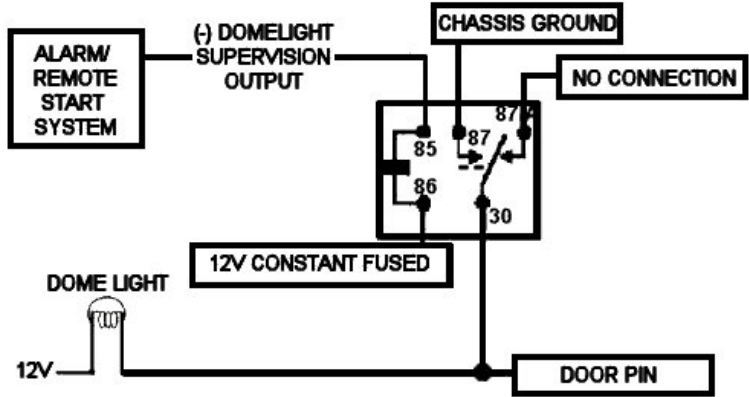 CHASSIS GROUND
(-) DOMELIGHT
SUPERVISION
OUTPUT
ALARM/
REMOTE
START
SYSTEM
NO CONNECTION
87A
87
85
86
30
12V CONSTANT FUSED
DOME LIGHT
12V
DOOR PIN